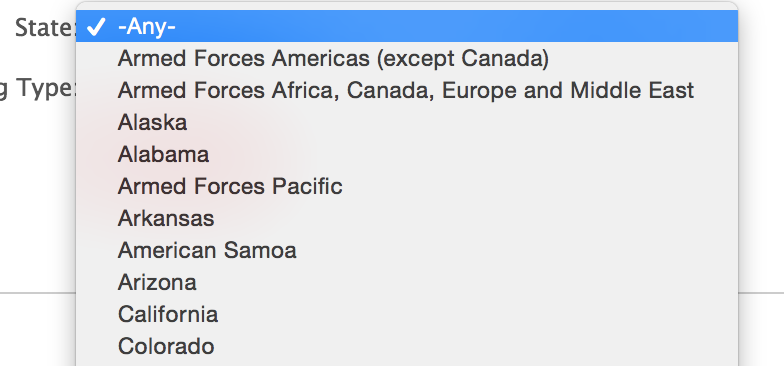 State:
✓ -Any-
Armed Forces Americas (except Canada)
g Type:
Armed Forces Africa, Canada, Europe and Middle East
Alaska
Alabama
Armed Forces Pacific
Arkansas
American Samoa
Arizona
California
Colorado